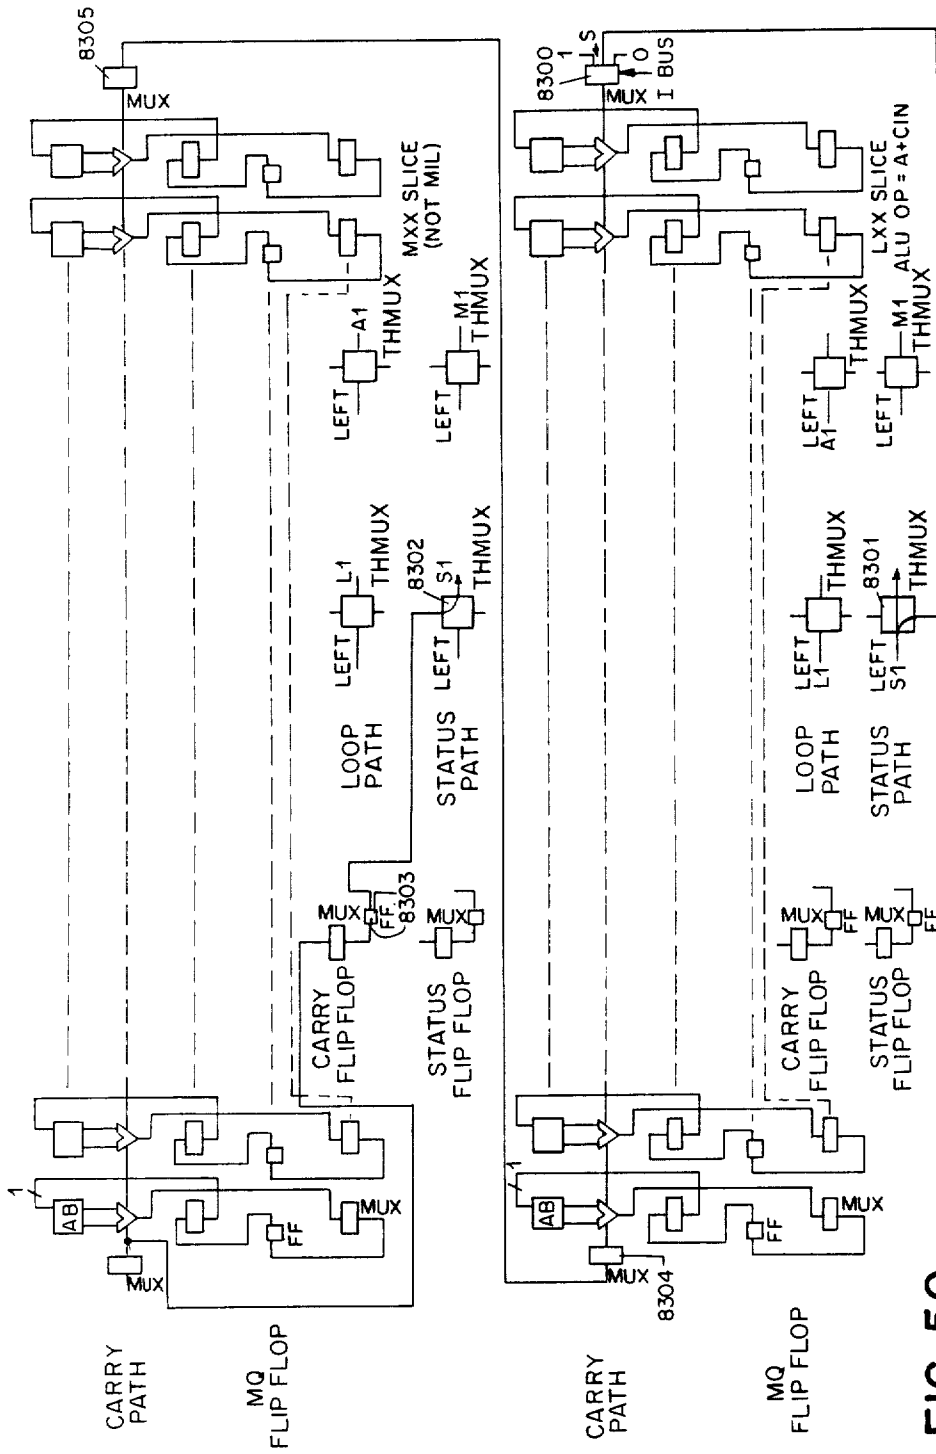 CARRY
PATH
MUX
1
AB
MUX
8305
MQ
FLIP FLOP
FF
MUX
CARRY
FLIP FLOP
MUX
FF
8303
LOOP
PATH
LEFT
L1
THMUX
LEFT
A1
THMUX
MXX SLICE
(NOT MIL)
STATUS
FLIP FLOP
MUX
STATUS
PATH
LEFT
8302
S1
THMUX
LEFT
M1
THMUX
CARRY
PATH
MUX
8304
1
AB
8300
1
S
MUX
0
I BUS
MQ
FLIP FLOP
FF
MUX
CARRY
FLIP FLOP
MUX
FF
LOOP
PATH
LEFT
L1
THMUX
LEFT
A1
THMUX
LXX SLICE
ALU OP = A+CIN
STATUS
FLIP FLOP
MUX
FF
STATUS
PATH
LEFT
S1
8301
THMUX
LEFT
M1
THMUX
FIG.